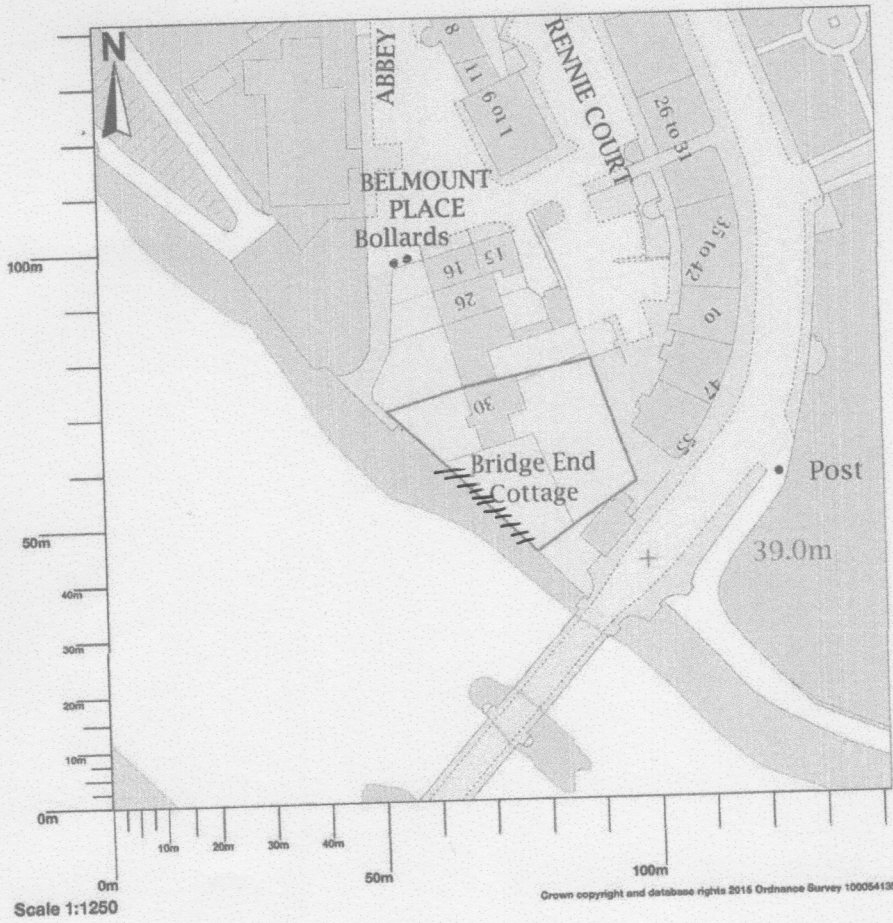 N
ABBEY
8
11
6 to 1
RENNIE COURT
26 to 31
BELMOUNT
PLACE
Bollards
15
16
26
35 to 42
to
47
55
30
Bridge End
Cottage
Post
39.0m
100m
50m
40m
30m
20m
10m
0m
0m
10m
20m
30m
40m
50m
100m
Scale 1:1250
Crown copyright and database rights 2015 Ordnance Survey